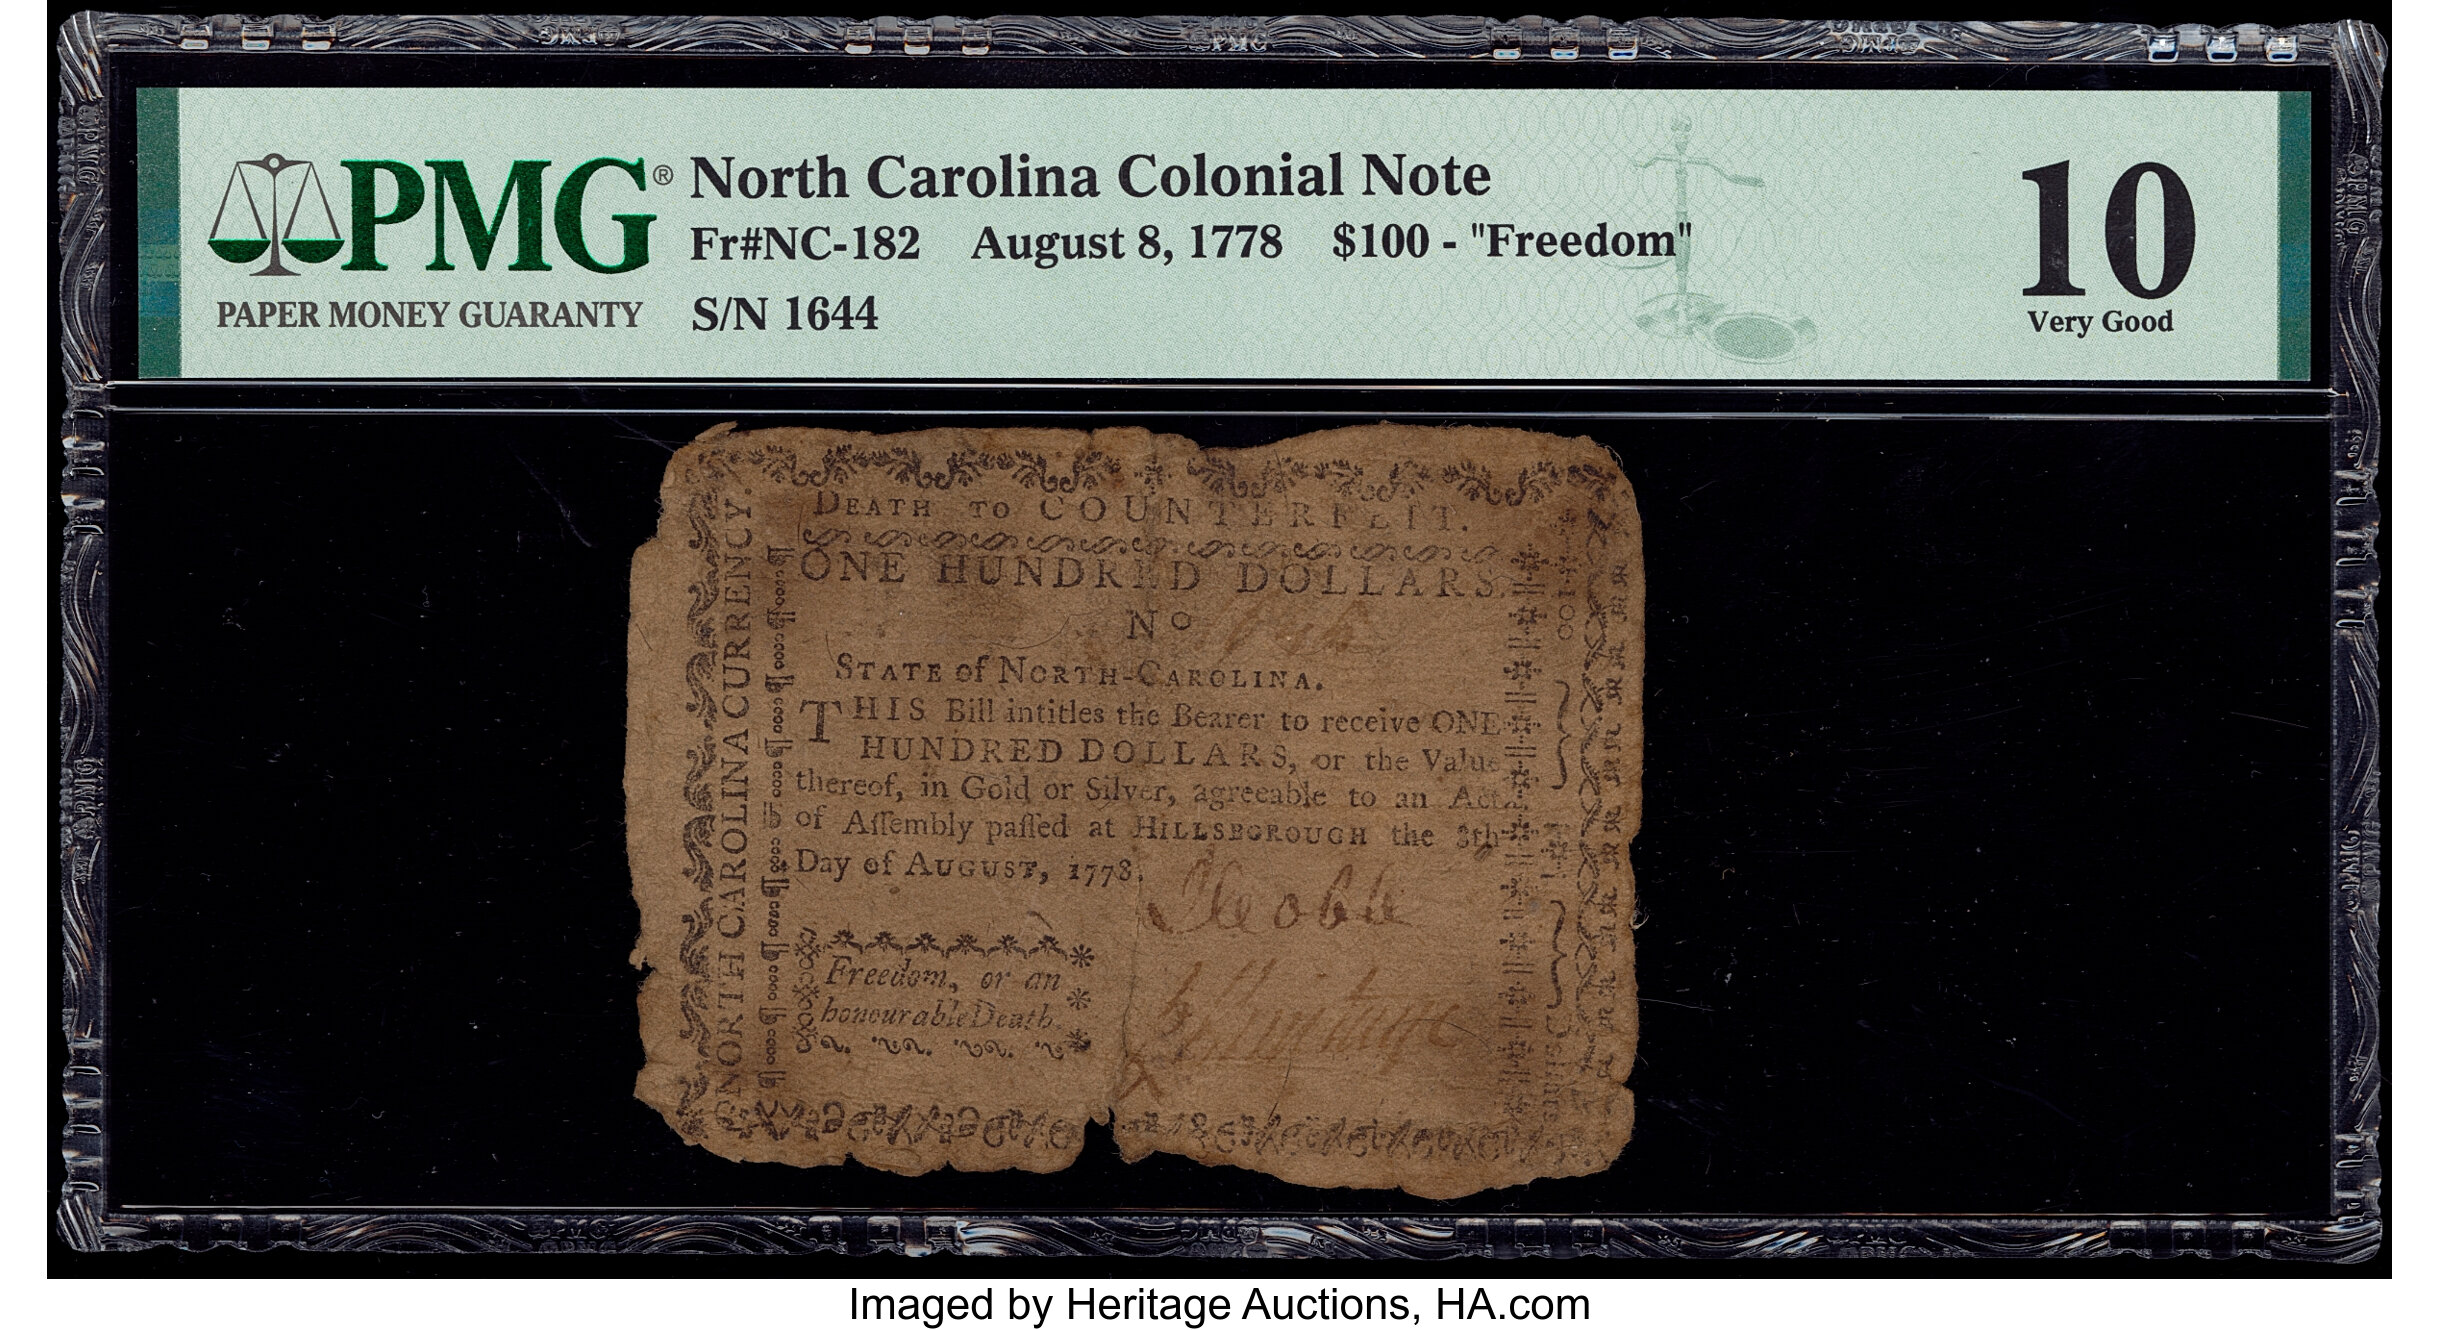 PMG®
PAPER MONEY GUARANTY
North Carolina Colonial Note
Fr#NC-182 August 8, 1778 $100 - "Freedom"
S/N 1644
10
Very Good
NORTH CAROLINA CURRENCY.
DEATH TO COUNTERFEIT.
ONE HUNDRED DOLLARS.
No
STATE of NORTH-CAROLINA.
THIS Bill intitles the Bearer to receive ONE
HUNDRED DOLLARS, or the Value
thereof, in Gold or Silver, agreeable to an Act
of Aſſembly paſſed at HILLSBOROUGH the 8th
Day of AUGUST, 1778.
Freedom, or an
honourable Death.
Imaged by Heritage Auctions, HA.com